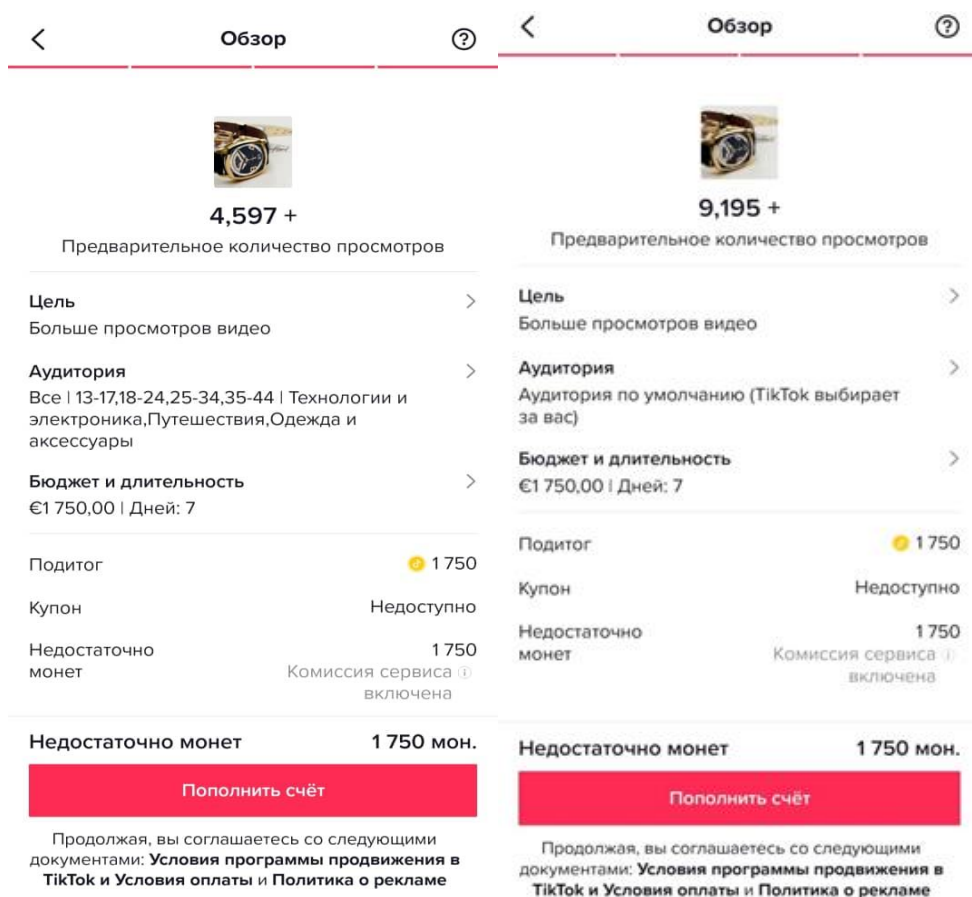 Обзор
4,597 +
Предварительное количество просмотров
Цель
Больше просмотров видео
Аудитория
Все | 13-17,18-24,25-34,35-44 | Технологии и
электроника,Путешествия,Одежда и
аксессуары
Бюджет и длительность
€1 750,00 | Дней: 7
Подитог 1 750
Купон Недоступно
Недостаточно 1 750
монет Комиссия сервиса
включена
Недостаточно монет 1 750 мон.
Пополнить счёт
Продолжая, вы соглашаетесь со следующими
документами: Условия программы продвижения в
TikTok и Условия оплаты и Политика о рекламе
Обзор
9,195 +
Предварительное количество просмотров
Цель
Больше просмотров видео
Аудитория
Аудитория по умолчанию (TikTok выбирает
за вас)
Бюджет и длительность
€1 750,00 | Дней: 7
Подитог 1 750
Купон Недоступно
Недостаточно 1 750
монет Комиссия сервиса
включена
Недостаточно монет 1 750 мон.
Пополнить счёт
Продолжая, вы соглашаетесь со следующими
документами: Условия программы продвижения в
TikTok и Условия оплаты и Политика о рекламе